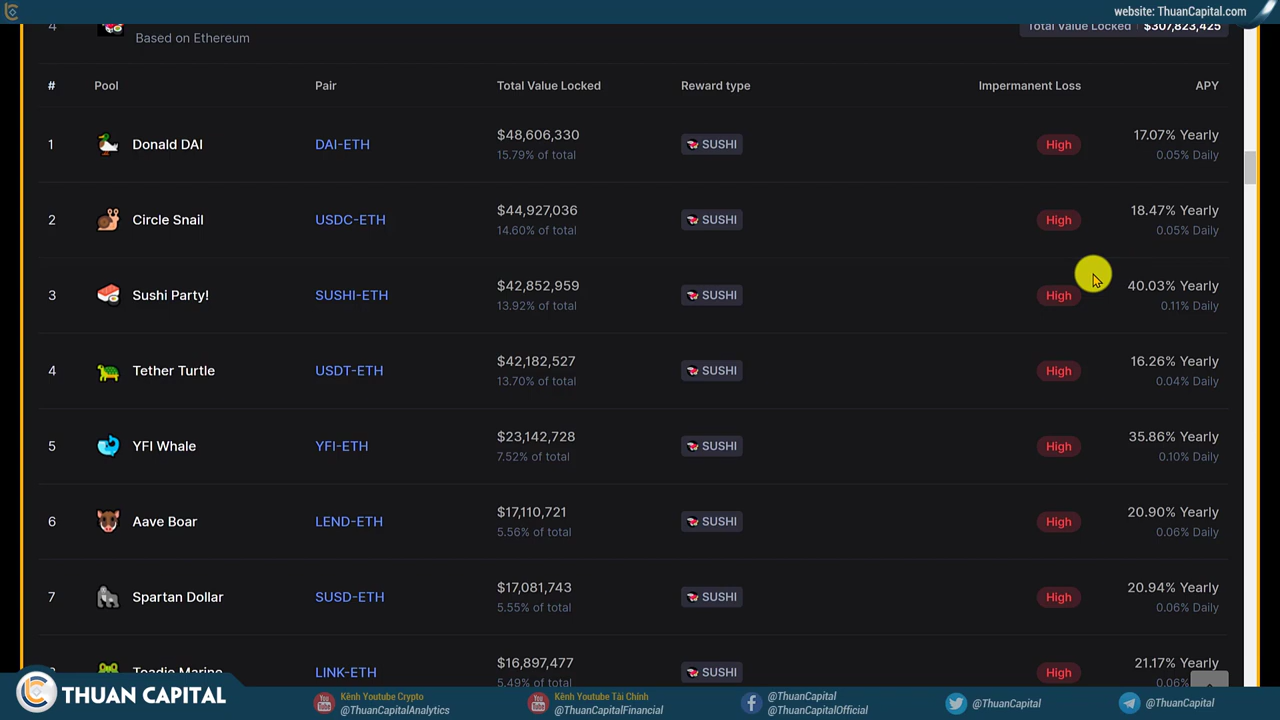 website: ThuanCapital.com
4
Based on Ethereum
Total Value Locked $307,823,425
# Pool Pair Total Value Locked Reward type Impermanent Loss APY
1 Donald DAI DAI-ETH $48,606,330 SUSHI High 17.07% Yearly
15.79% of total 0.05% Daily
2 Circle Snail USDC-ETH $44,927,036 SUSHI High 18.47% Yearly
14.60% of total 0.05% Daily
3 Sushi Party! SUSHI-ETH $42,852,959 SUSHI High 40.03% Yearly
13.92% of total 0.11% Daily
4 Tether Turtle USDT-ETH $42,182,527 SUSHI High 16.26% Yearly
13.70% of total 0.04% Daily
5 YFI Whale YFI-ETH $23,142,728 SUSHI High 35.86% Yearly
7.52% of total 0.10% Daily
6 Aave Boar LEND-ETH $17,110,721 SUSHI High 20.90% Yearly
5.56% of total 0.06% Daily
7 Spartan Dollar SUSD-ETH $17,081,743 SUSHI High 20.94% Yearly
5.55% of total 0.06% Daily
8 Toadie Marine LINK-ETH $16,897,477 SUSHI High 21.17% Yearly
5.49% of total 0.06%
THUAN CAPITAL
Kênh Youtube Crypto
@ThuanCapitalAnalytics
Kênh Youtube Tài Chính
@ThuanCapitalFinancial
@ThuanCapital
@ThuanCapitalOfficial
@ThuanCapital
@ThuanCapital